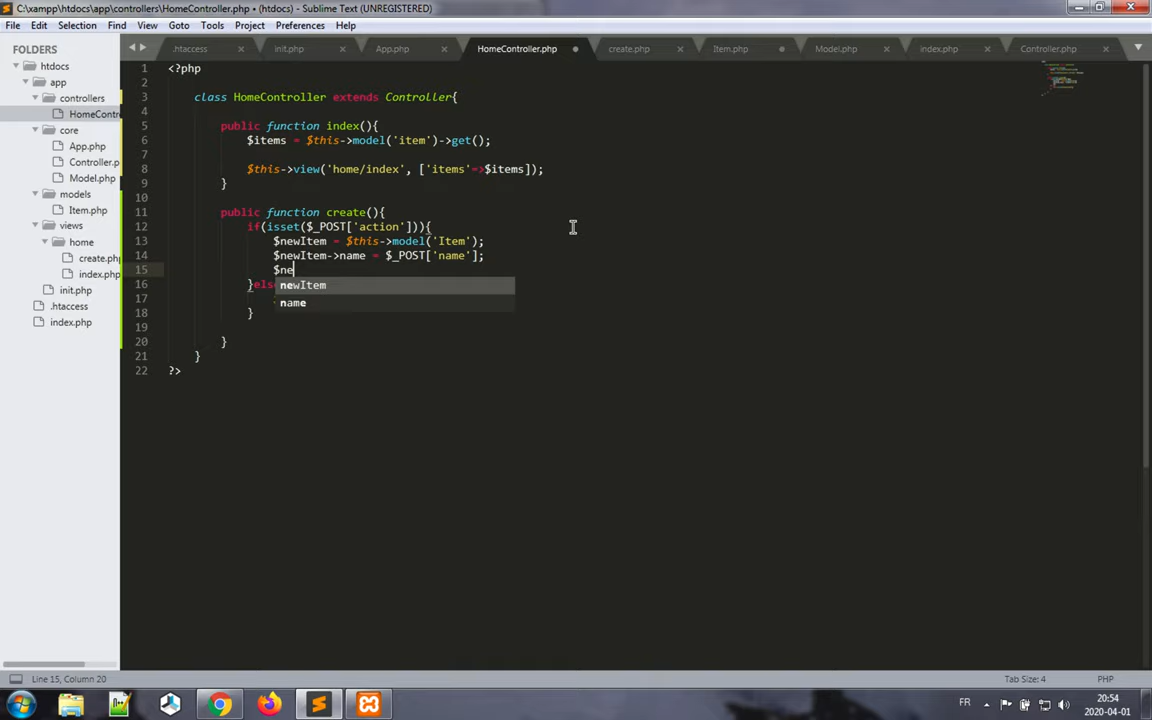 C:\xampp\htdocs\app\controllers\HomeController.php • (htdocs) - Sublime Text (UNREGISTERED)
File Edit Selection Find View Goto Tools Project Preferences Help
FOLDERS
htdocs
app
controllers
HomeContr
core
App.php
Controller.p
Model.php
models
Item.php
views
home
create.php
index.php
init.php
.htaccess
index.php
.htaccess init.php App.php HomeController.php create.php Item.php Model.php index.php Controller.php
1 <?php
2
3 class HomeController extends Controller{
4
5 public function index(){
6 $items = $this->model('item')->get();
7
8 $this->view('home/index', ['items'=>$items]);
9 }
10
11 public function create(){
12 if(isset($_POST['action'])){
13 $newItem = $this->model('Item');
14 $newItem->name = $_POST['name'];
15 $ne
newItem
name
16 }els
17
18 }
19
20 }
21 }
22 ?>
Line 15, Column 20 Tab Size: 4 PHP
FR 20:54
2020-04-01